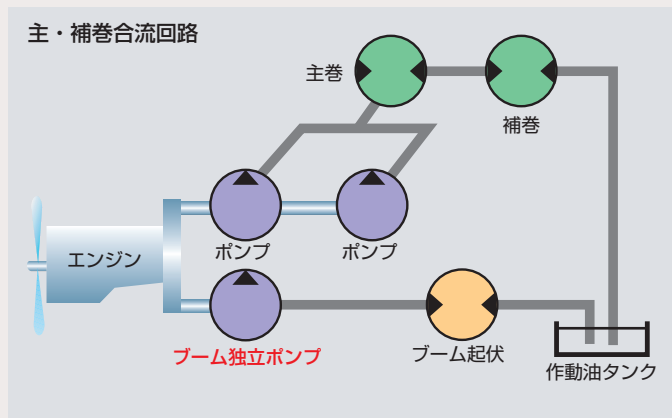 主・補巻合流回路
主巻
補巻
エンジン
ポンプ
ポンプ
ブーム独立ポンプ
ブーム起伏
作動油タンク